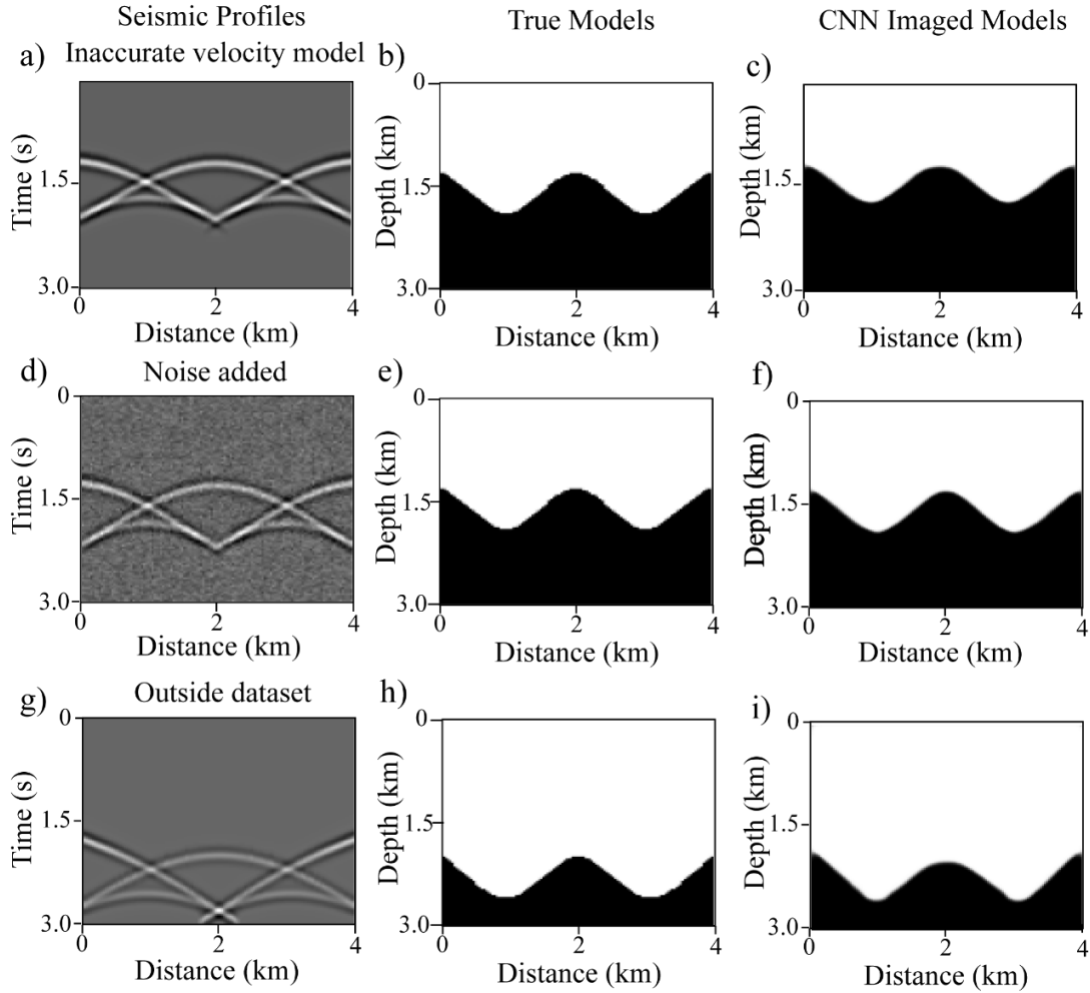 Seismic Profiles
True Models
CNN Imaged Models
Inaccurate velocity model
a)
b)
c)
Time (s)
1.5
3.0
0
2
4
Distance (km)
Depth (km)
0
1.5
3.0
0
2
4
Distance (km)
Depth (km)
1.5
3.0
0
2
4
Distance (km)
d)
Noise added
e)
f)
Time (s)
0
1.5
3.0
0
2
4
Distance (km)
Depth (km)
0
1.5
3.0
0
2
4
Distance (km)
Depth (km)
0
1.5
3.0
0
2
4
Distance (km)
g)
Outside dataset
h)
i)
Time (s)
0
1.5
3.0
0
2
4
Distance (km)
Depth (km)
0
1.5
3.0
0
2
4
Distance (km)
Depth (km)
0
1.5
3.0
0
2
4
Distance (km)